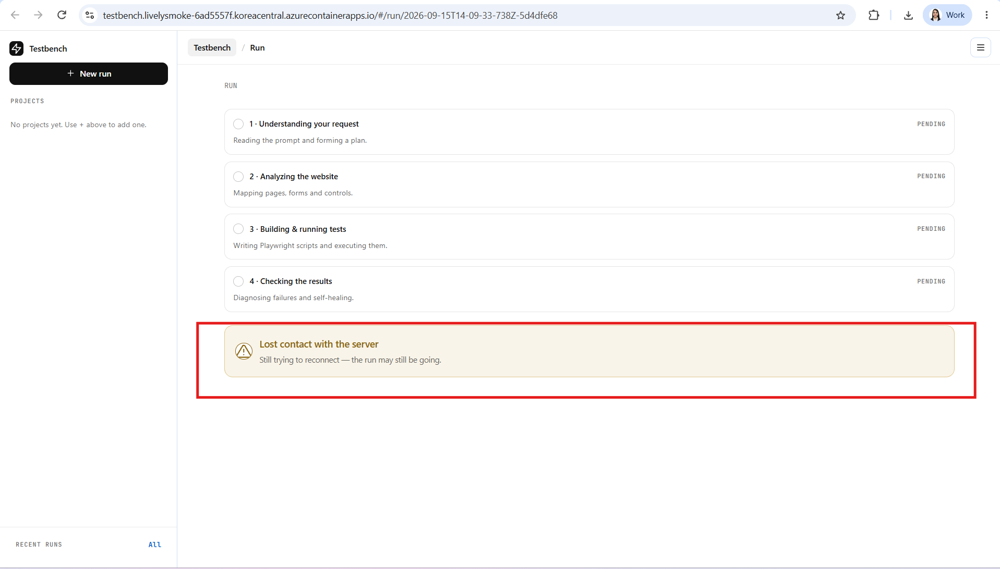 testbench.livelysmoke-6ad5557f.koreacentral.azurecontainerapps.io/#/run/2026-09-15T14-09-33-738Z-5d4dfe68
Work
Testbench
+ New run
PROJECTS
No projects yet. Use + above to add one.
RECENT RUNS
All
Testbench / Run
RUN
1 · Understanding your request
PENDING
Reading the prompt and forming a plan.
2 · Analyzing the website
PENDING
Mapping pages, forms and controls.
3 · Building & running tests
PENDING
Writing Playwright scripts and executing them.
4 · Checking the results
PENDING
Diagnosing failures and self-healing.
Lost contact with the server
Still trying to reconnect — the run may still be going.